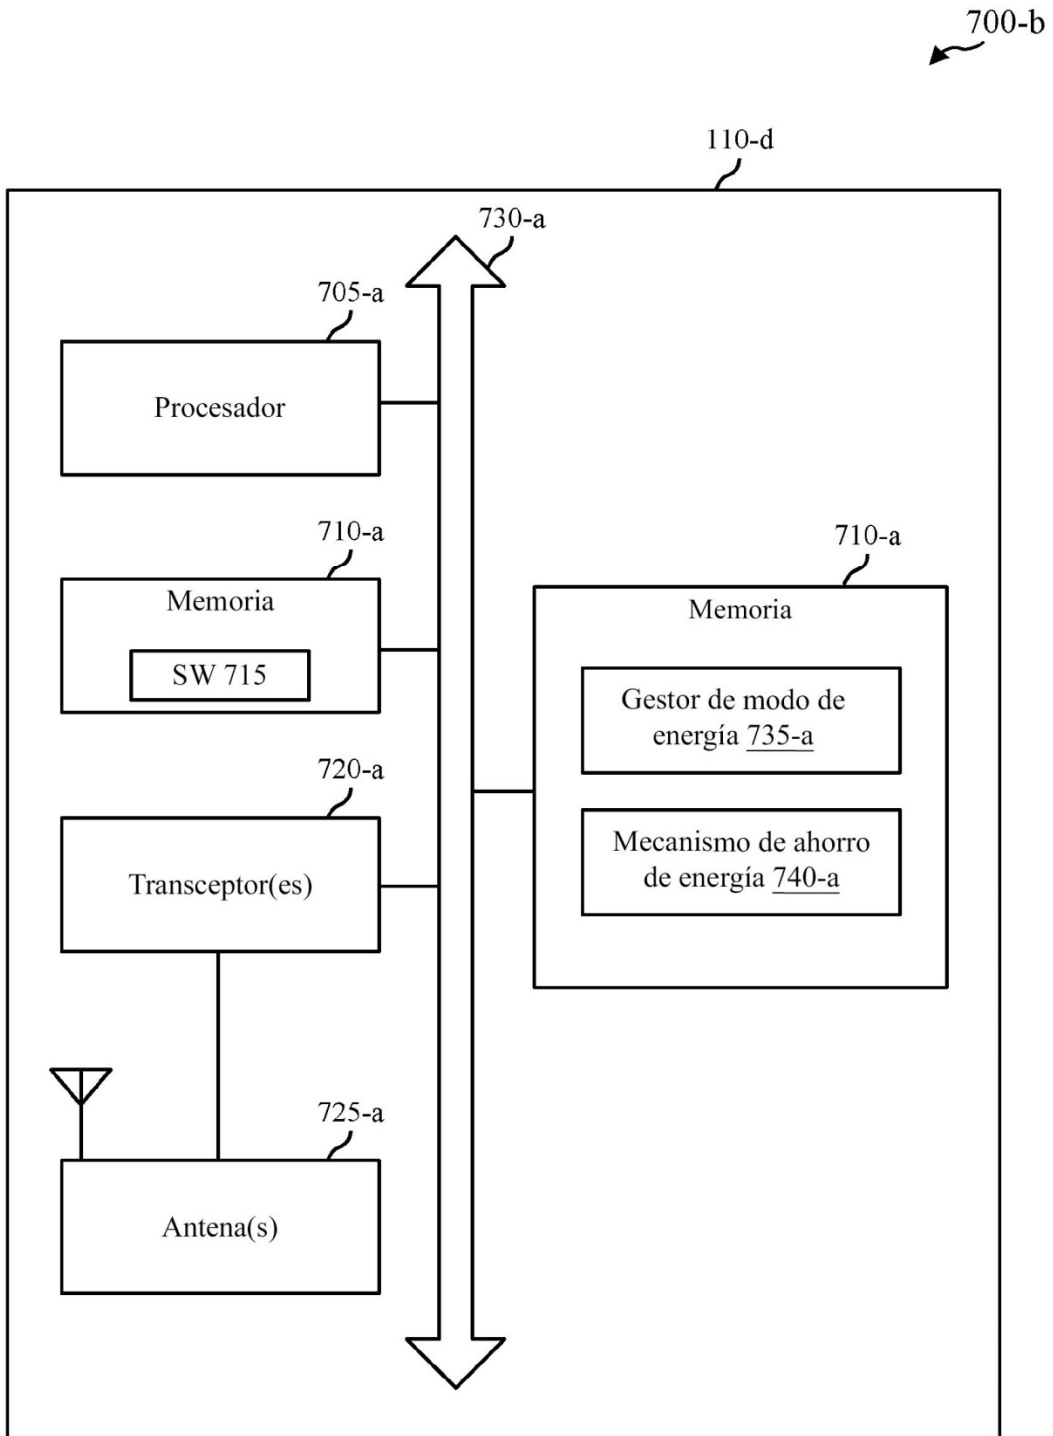 700-b
110-d
730-a
705-a
Procesador
710-a
Memoria
SW 715
710-a
Memoria
Gestor de modo de
energía 735-a
Mecanismo de ahorro
de energía 740-a
720-a
Transceptor(es)
725-a
Antena(s)